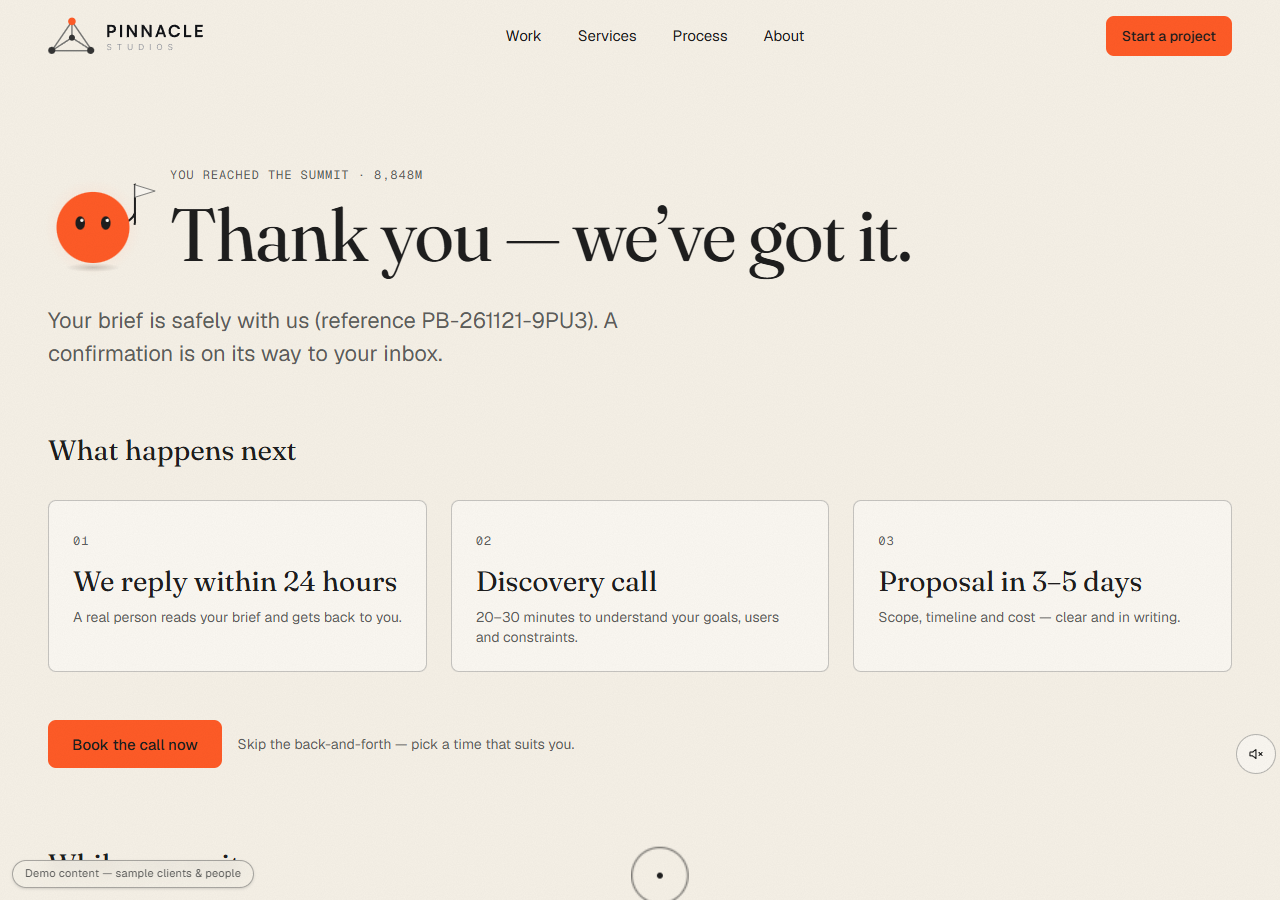 PINNACLE
STUDIOS
Work
Services
Process
About
Start a project
YOU REACHED THE SUMMIT · 8,848M
Thank you — we’ve got it.
Your brief is safely with us (reference PB-261121-9PU3). A
confirmation is on its way to your inbox.
What happens next
01
We reply within 24 hours
A real person reads your brief and gets back to you.
02
Discovery call
20–30 minutes to understand your goals, users
and constraints.
03
Proposal in 3–5 days
Scope, timeline and cost — clear and in writing.
Book the call now
Skip the back-and-forth — pick a time that suits you.
Demo content — sample clients & people